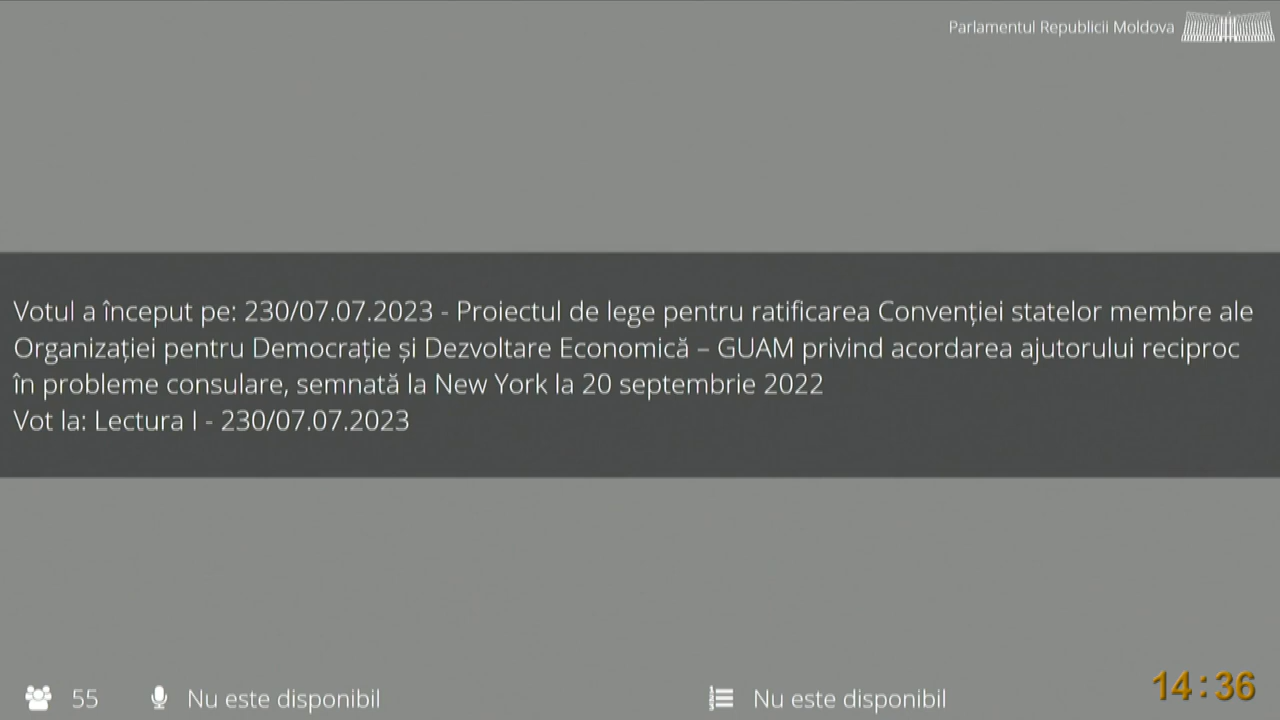 Parlamentul Republicii Moldova
Votul a început pe: 230/07.07.2023 - Proiectul de lege pentru ratificarea Convenției statelor membre ale
Organizației pentru Democrație și Dezvoltare Economică – GUAM privind acordarea ajutorului reciproc
în probleme consulare, semnată la New York la 20 septembrie 2022
Vot la: Lectura I - 230/07.07.2023
55 Nu este disponibil Nu este disponibil 14:36